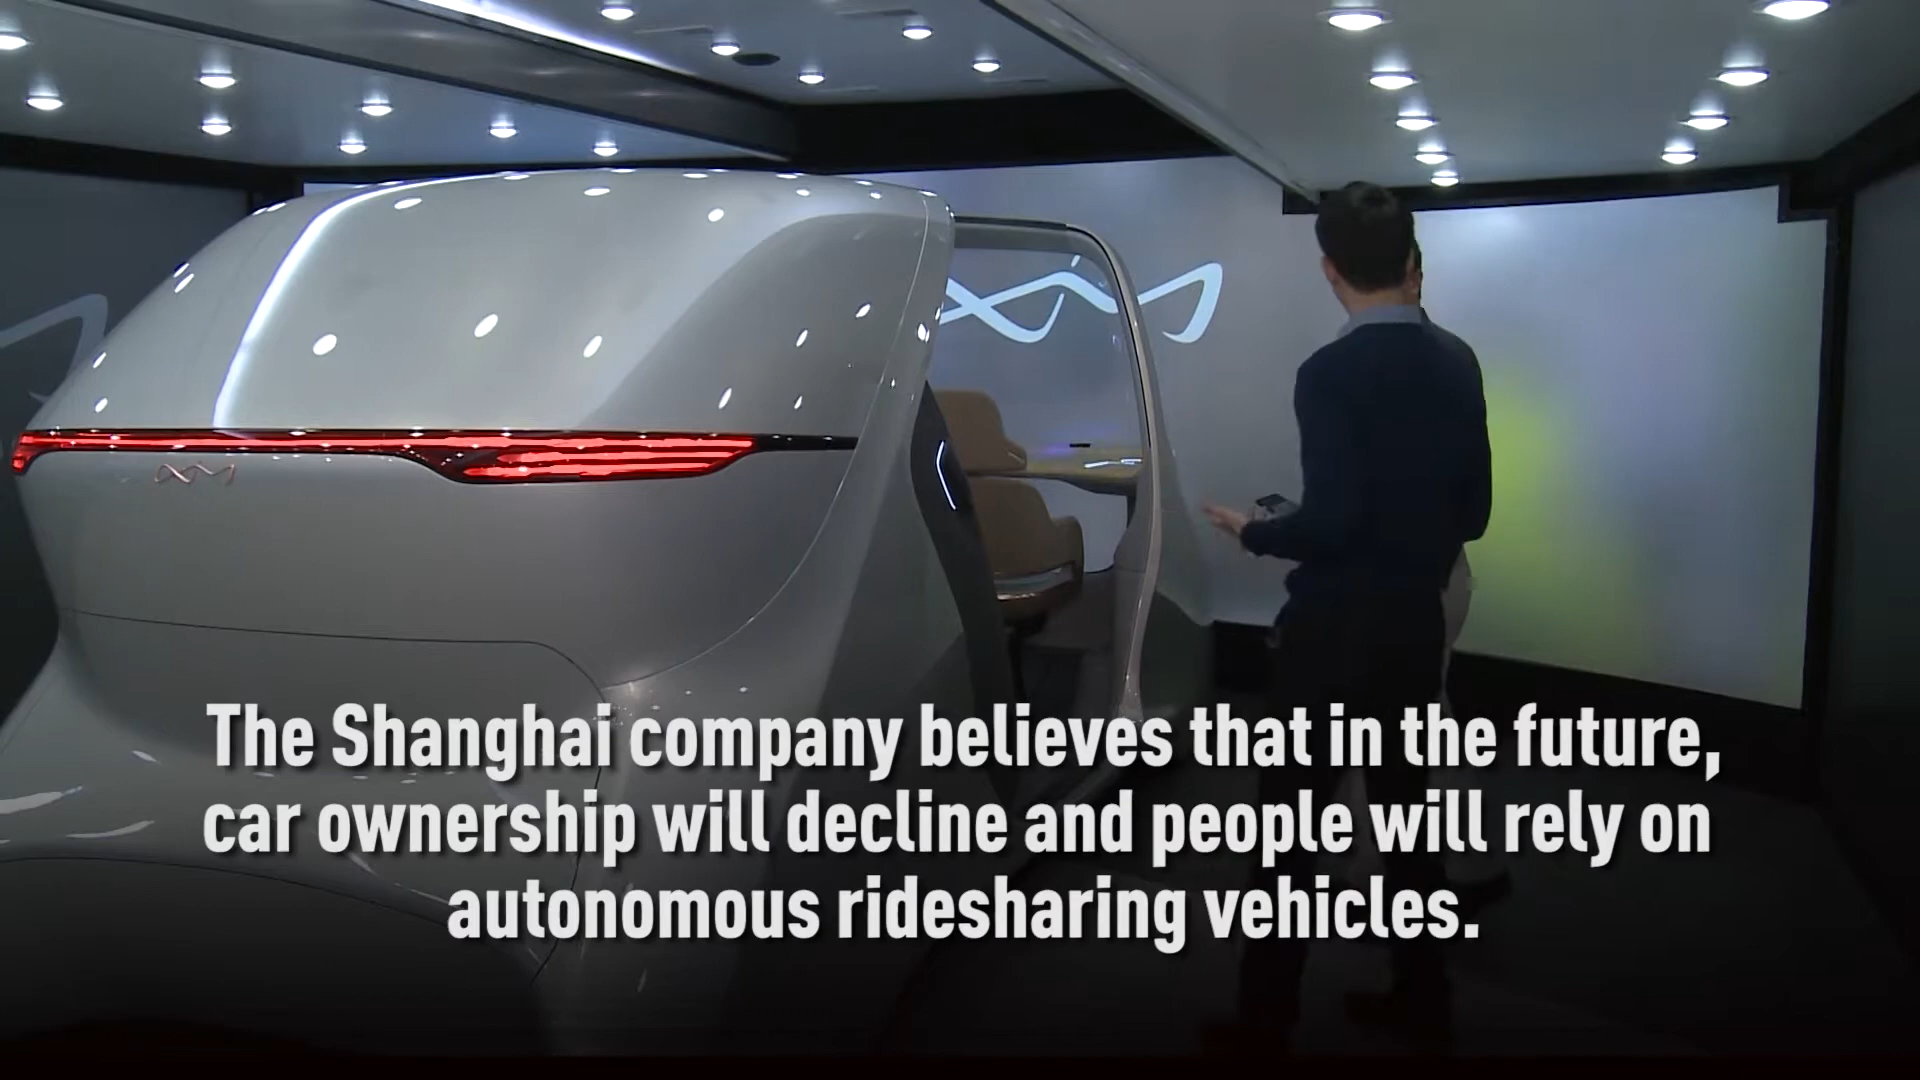 The Shanghai company believes that in the future,
car ownership will decline and people will rely on
autonomous ridesharing vehicles.